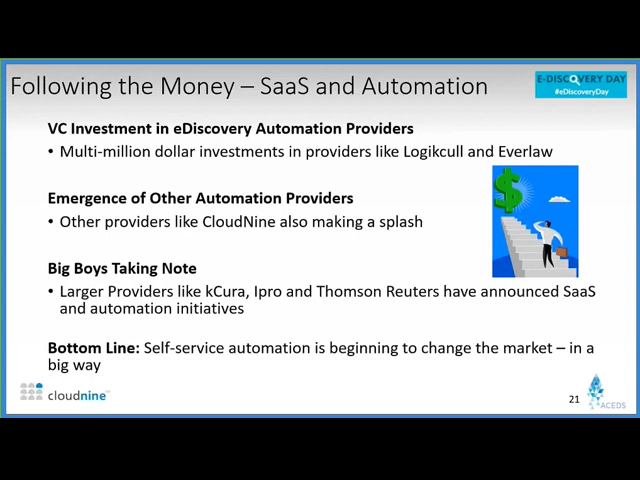 Following the Money – SaaS and Automation
E-DISCOVERY DAY
#eDiscoveryDay
VC Investment in eDiscovery Automation Providers
• Multi-million dollar investments in providers like Logikcull and Everlaw
Emergence of Other Automation Providers
• Other providers like CloudNine also making a splash
$
Big Boys Taking Note
• Larger Providers like kCura, Ipro and Thomson Reuters have announced SaaS
and automation initiatives
Bottom Line: Self-service automation is beginning to change the market – in a
big way
cloudnine™
21
ACEDS